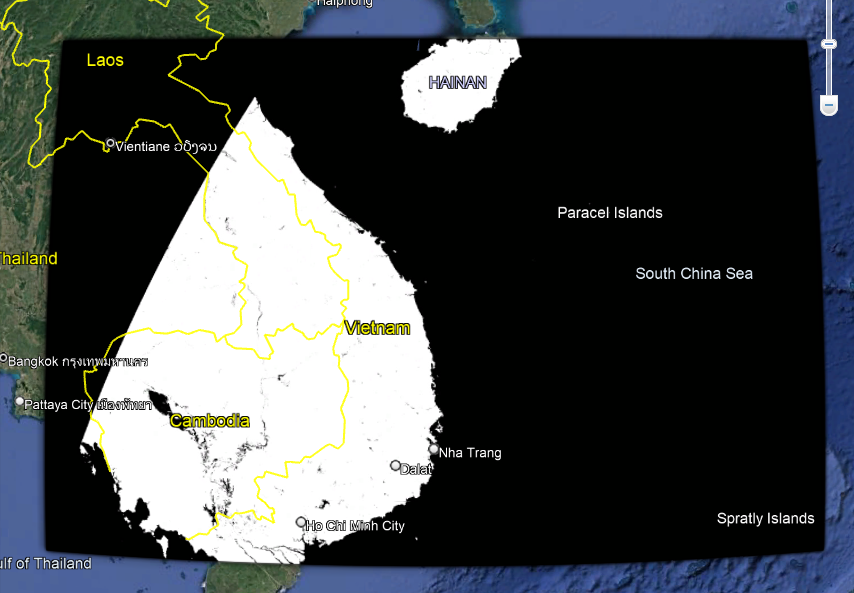 Haiphong
Laos
HAINAN
Vientiane ວຽງຈັນ
Paracel Islands
Thailand
South China Sea
Vietnam
Bangkok กรุงเทพมหานคร
Pattaya City เมืองพัทยา
Cambodia
Nha Trang
Dalat
Spratly Islands
Ho Chi Minh City
ulf of Thailand